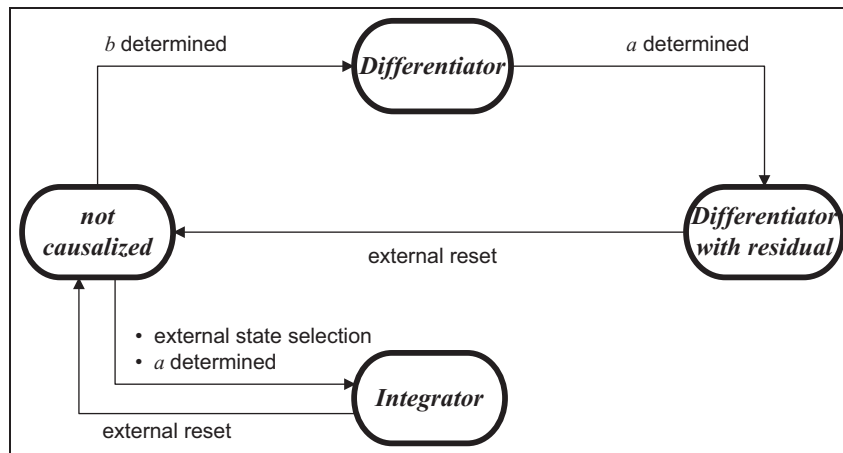 b determined
Differentiator
a determined
not
causalized
Differentiator
with residual
external reset
• external state selection
• a determined
Integrator
external reset